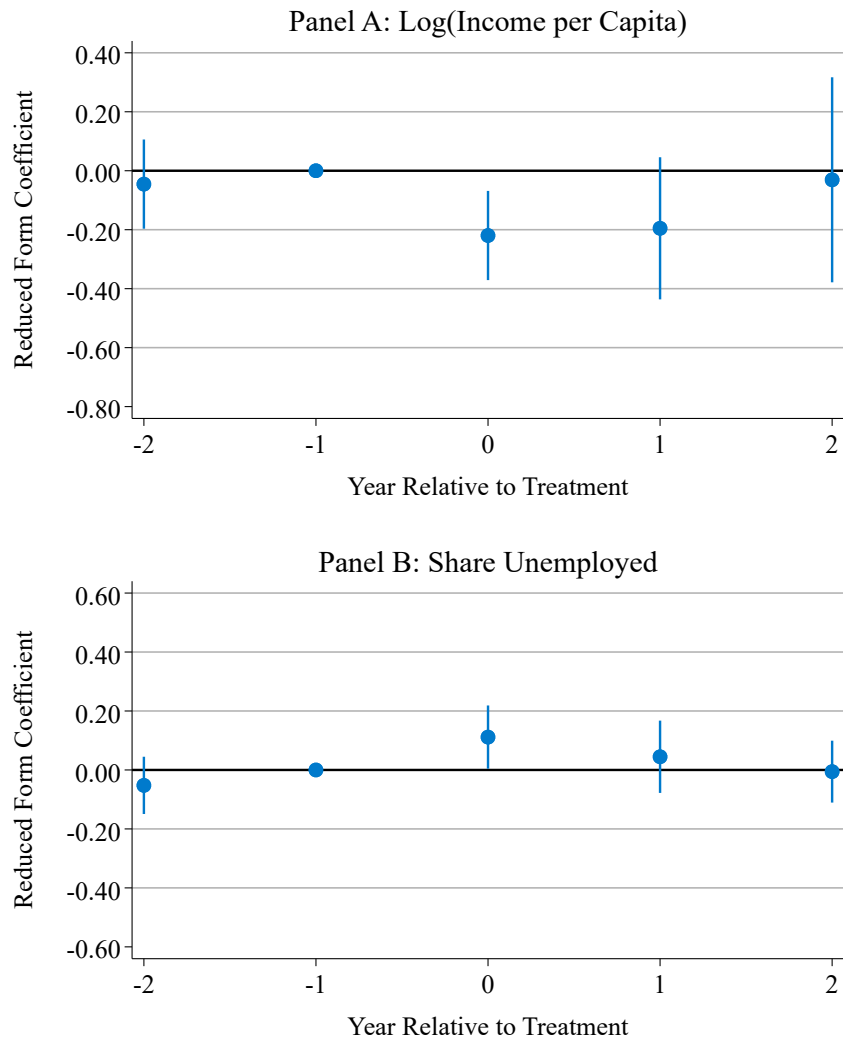 Panel A: Log(Income per Capita)
Reduced Form Coefficient
0.40
0.20
0.00
-0.20
-0.40
-0.60
-0.80
-2 -1 0 1 2
Year Relative to Treatment
Panel B: Share Unemployed
Reduced Form Coefficient
0.60
0.40
0.20
0.00
-0.20
-0.40
-0.60
-2 -1 0 1 2
Year Relative to Treatment